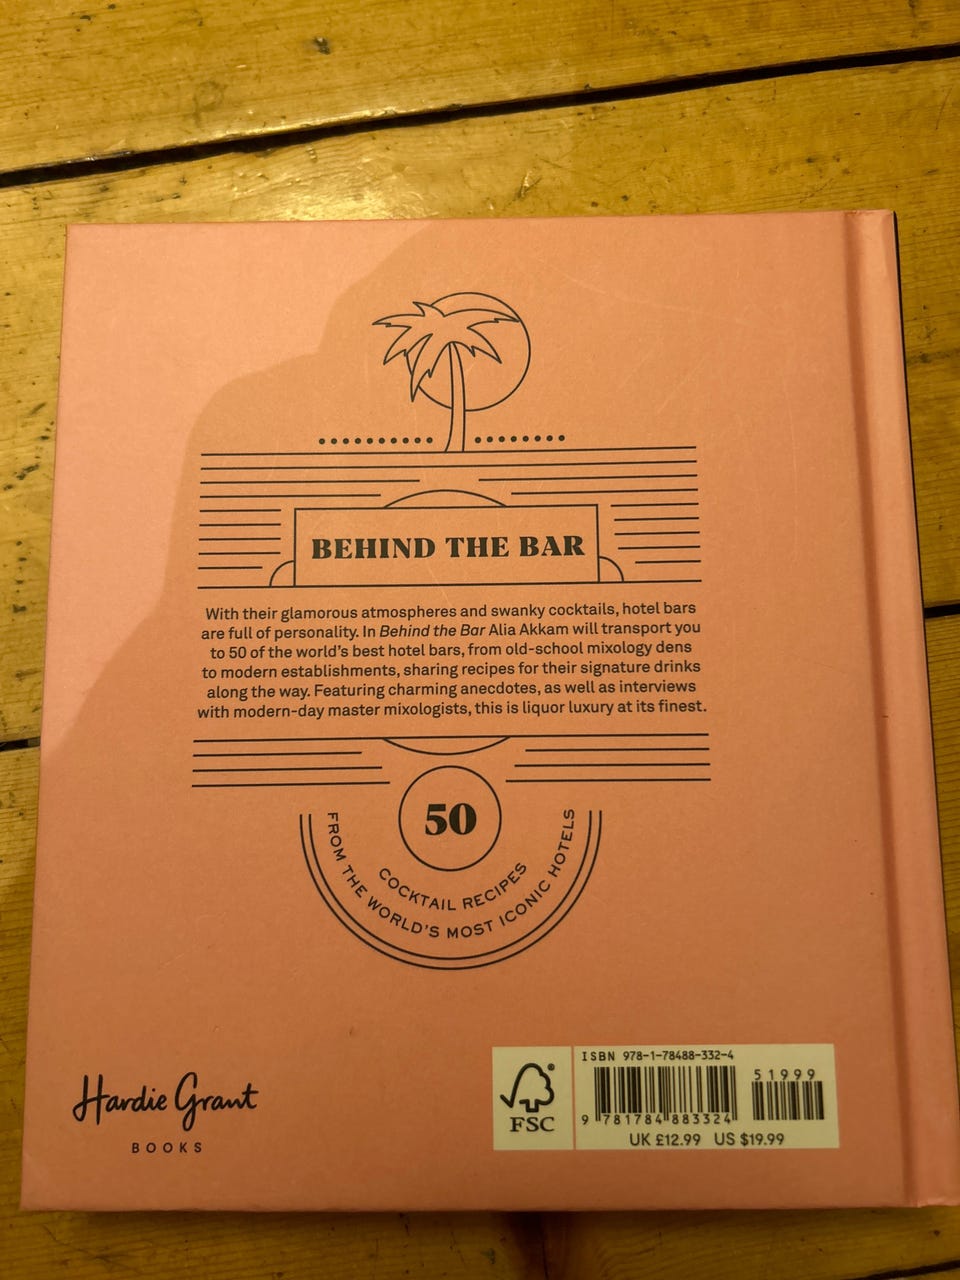 BEHIND THE BAR
With their glamorous atmospheres and swanky cocktails, hotel bars
are full of personality. In Behind the Bar Alia Akkam will transport you
to 50 of the world's best hotel bars, from old-school mixology dens
to modern establishments, sharing recipes for their signature drinks
along the way. Featuring charming anecdotes, as well as interviews
with modern-day master mixologists, this is liquor luxury at its finest.
50
COCKTAIL RECIPES
FROM THE WORLD'S MOST ICONIC HOTELS
Hardie Grant
BOOKS
FSC
ISBN 978-1-78488-332-4
51999
9 781784 883324
UK £12.99 US $19.99